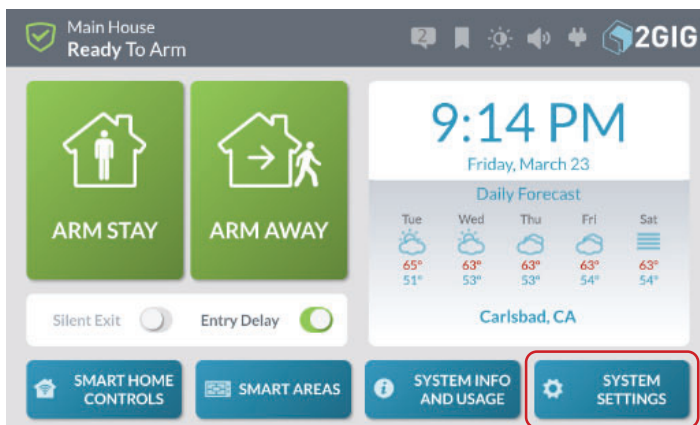 Main House
Ready To Arm
2
2GIG
ARM STAY
ARM AWAY
9:14 PM
Friday, March 23
Daily Forecast
Tue Wed Thu Fri Sat
65° 63° 63° 63° 63°
51° 53° 53° 54° 54°
Carlsbad, CA
Silent Exit
Entry Delay
SMART HOME
CONTROLS
SMART AREAS
SYSTEM INFO
AND USAGE
SYSTEM
SETTINGS